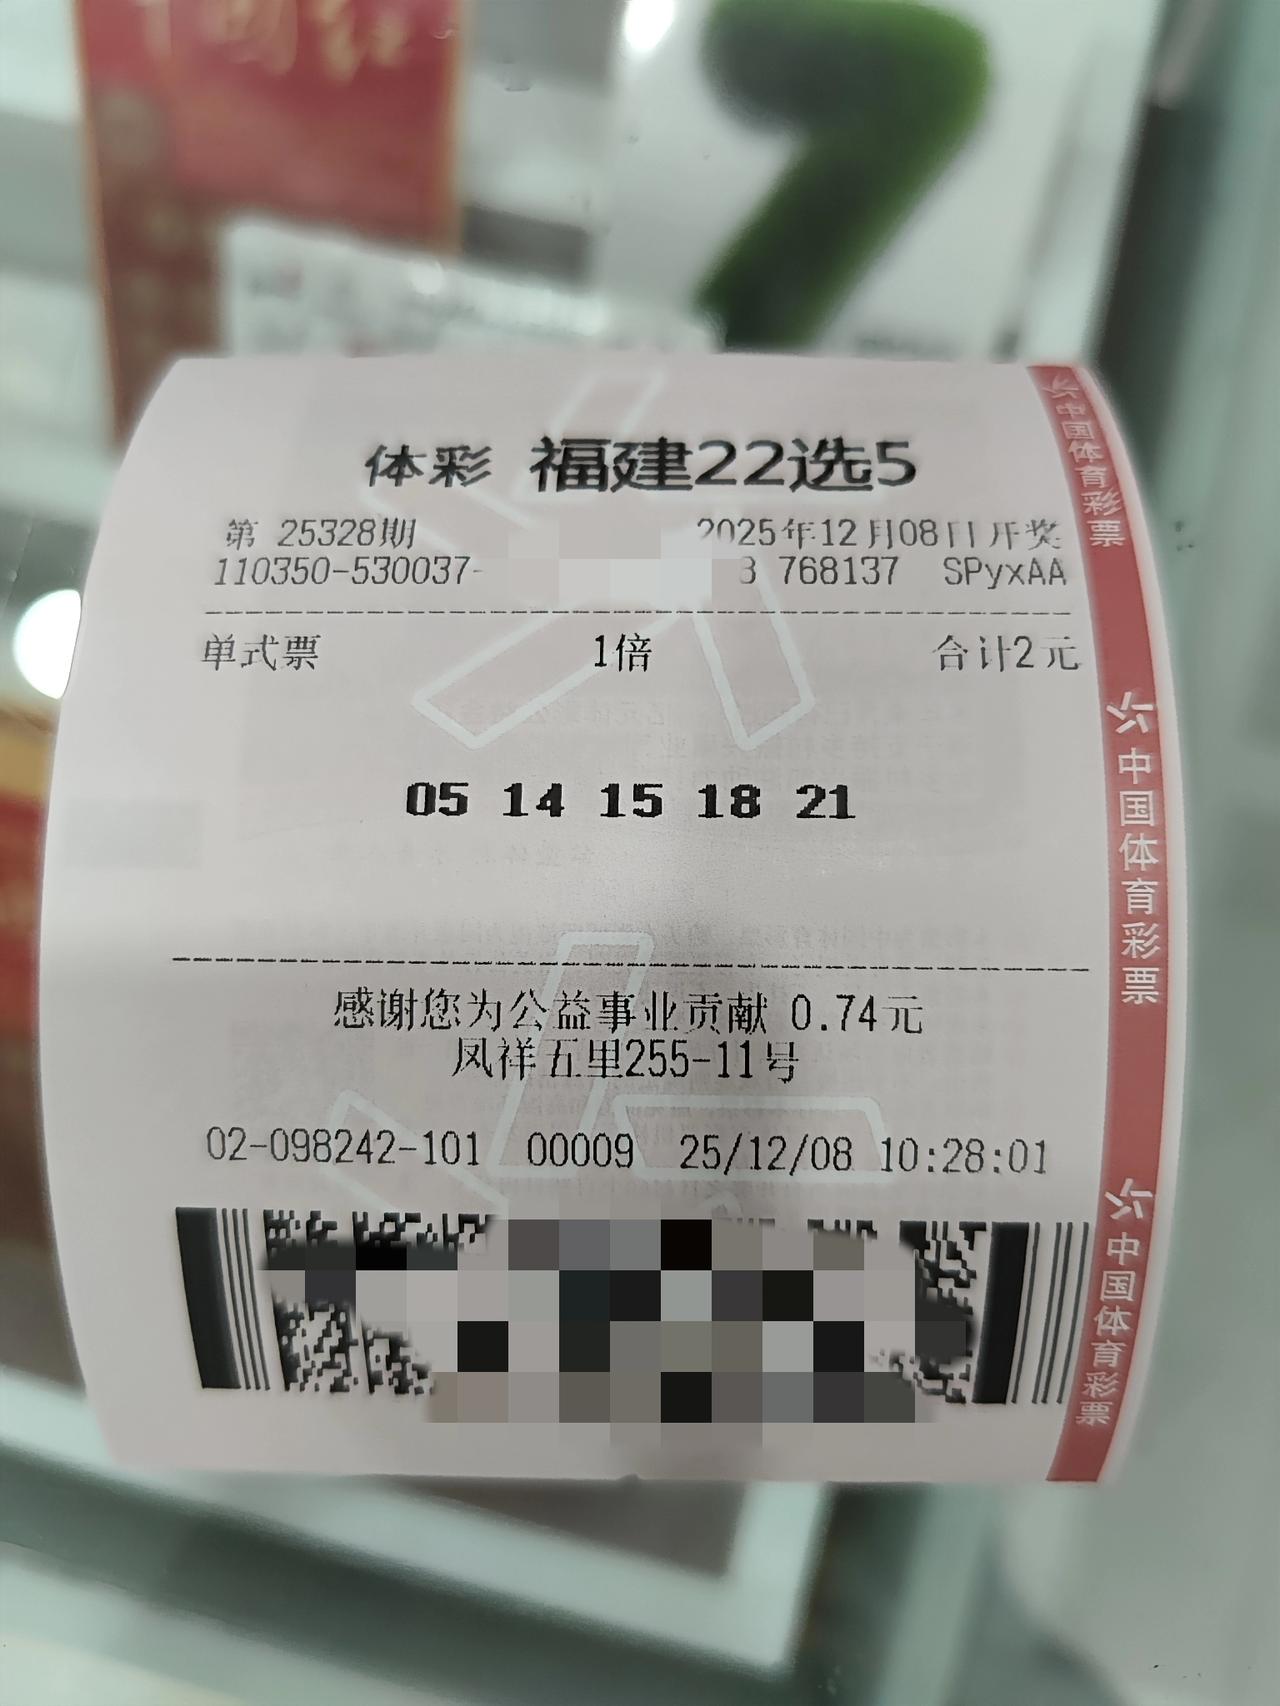 体彩 福建22选5
第 25328期 2025年12月08日开奖
110350-530037- 768137 SPyxAA
单式票 1倍 合计2元
05 14 15 18 21
感谢您为公益事业贡献 0.74元
凤祥五里255-11号
02-098242-101 00009 25/12/08 10:28:01
中国体育彩票
中国体育彩票
中国体育彩票